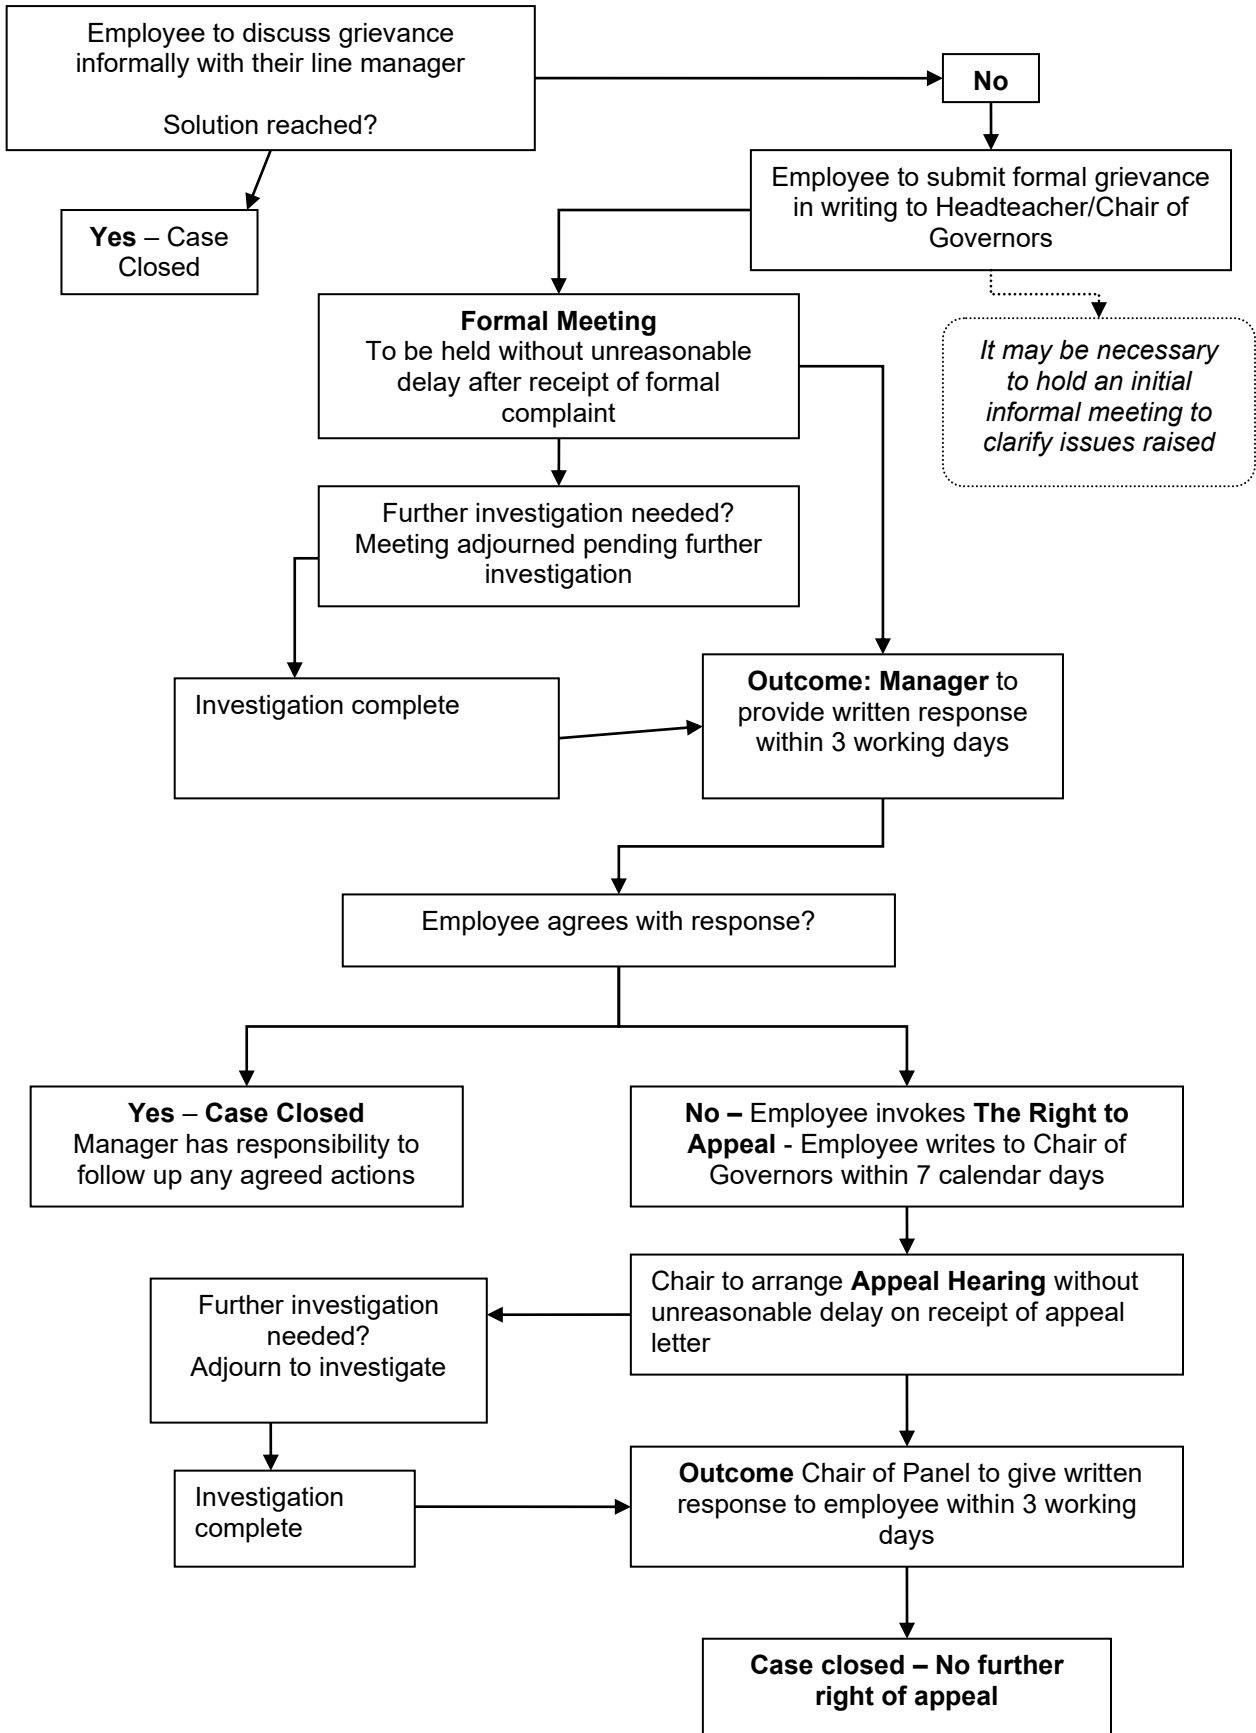 Employee to discuss grievance
informally with their line manager
Solution reached?
No
Employee to submit formal grievance
in writing to Headteacher/Chair of
Governors
Yes – Case
Closed
Formal Meeting
To be held without unreasonable
delay after receipt of formal
complaint
It may be necessary
to hold an initial
informal meeting to
clarify issues raised
Further investigation needed?
Meeting adjourned pending further
investigation
Investigation complete
Outcome: Manager to
provide written response
within 3 working days
Employee agrees with response?
Yes – Case Closed
Manager has responsibility to
follow up any agreed actions
No – Employee invokes The Right to
Appeal - Employee writes to Chair of
Governors within 7 calendar days
Chair to arrange Appeal Hearing without
unreasonable delay on receipt of appeal
letter
Further investigation
needed?
Adjourn to investigate
Investigation
complete
Outcome Chair of Panel to give written
response to employee within 3 working
days
Case closed – No further
right of appeal